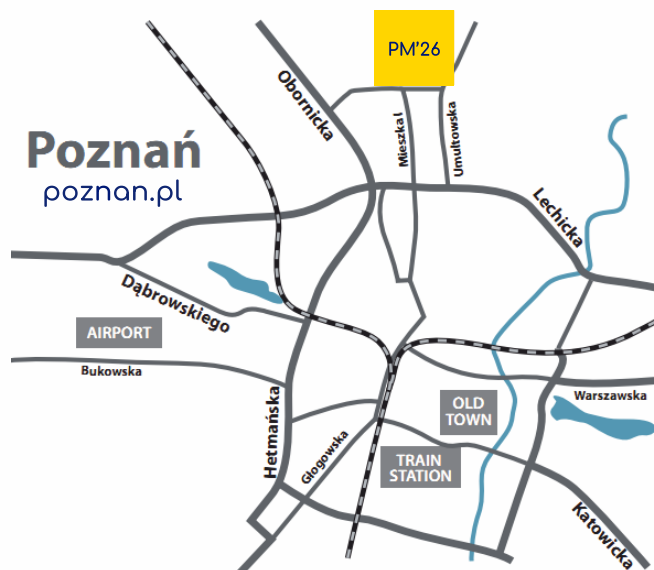 PM'26
Obornicka
Mieszka I
Umultowska
Poznań
poznan.pl
Lechicka
Dąbrowskiego
AIRPORT
Bukowska
Warszawska
OLD
TOWN
Hetmańska
Głogowska
TRAIN
STATION
Katowicka